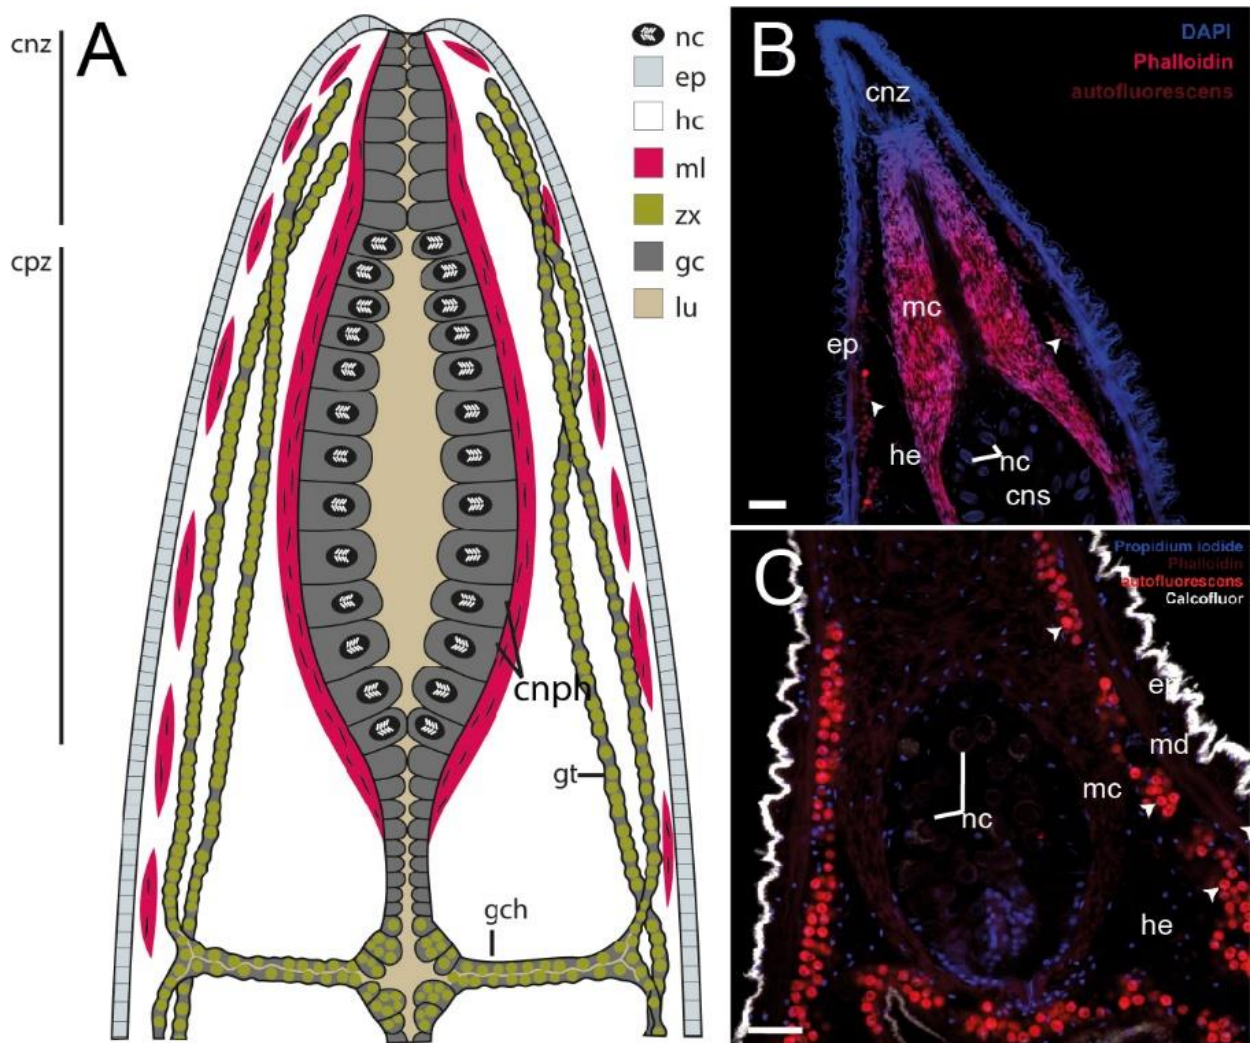 A
cnz
cpz
nc
ep
hc
ml
zx
gc
lu
cnph
gt
gch
B
DAPI
Phalloidin
autofluorescens
cnz
mc
ep
he
nc
cns
C
Propidium iodide
Phalloidin
autofluorescens
Calcofluor
ep
md
mc
nc
he